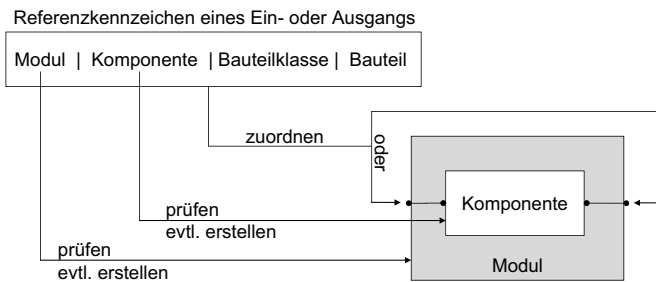 Referenzkennzeichen eines Ein- oder Ausgangs
Modul | Komponente | Bauteilklasse | Bauteil
zuordnen
oder
Komponente
prüfen
evtl. erstellen
prüfen
evtl. erstellen
Modul